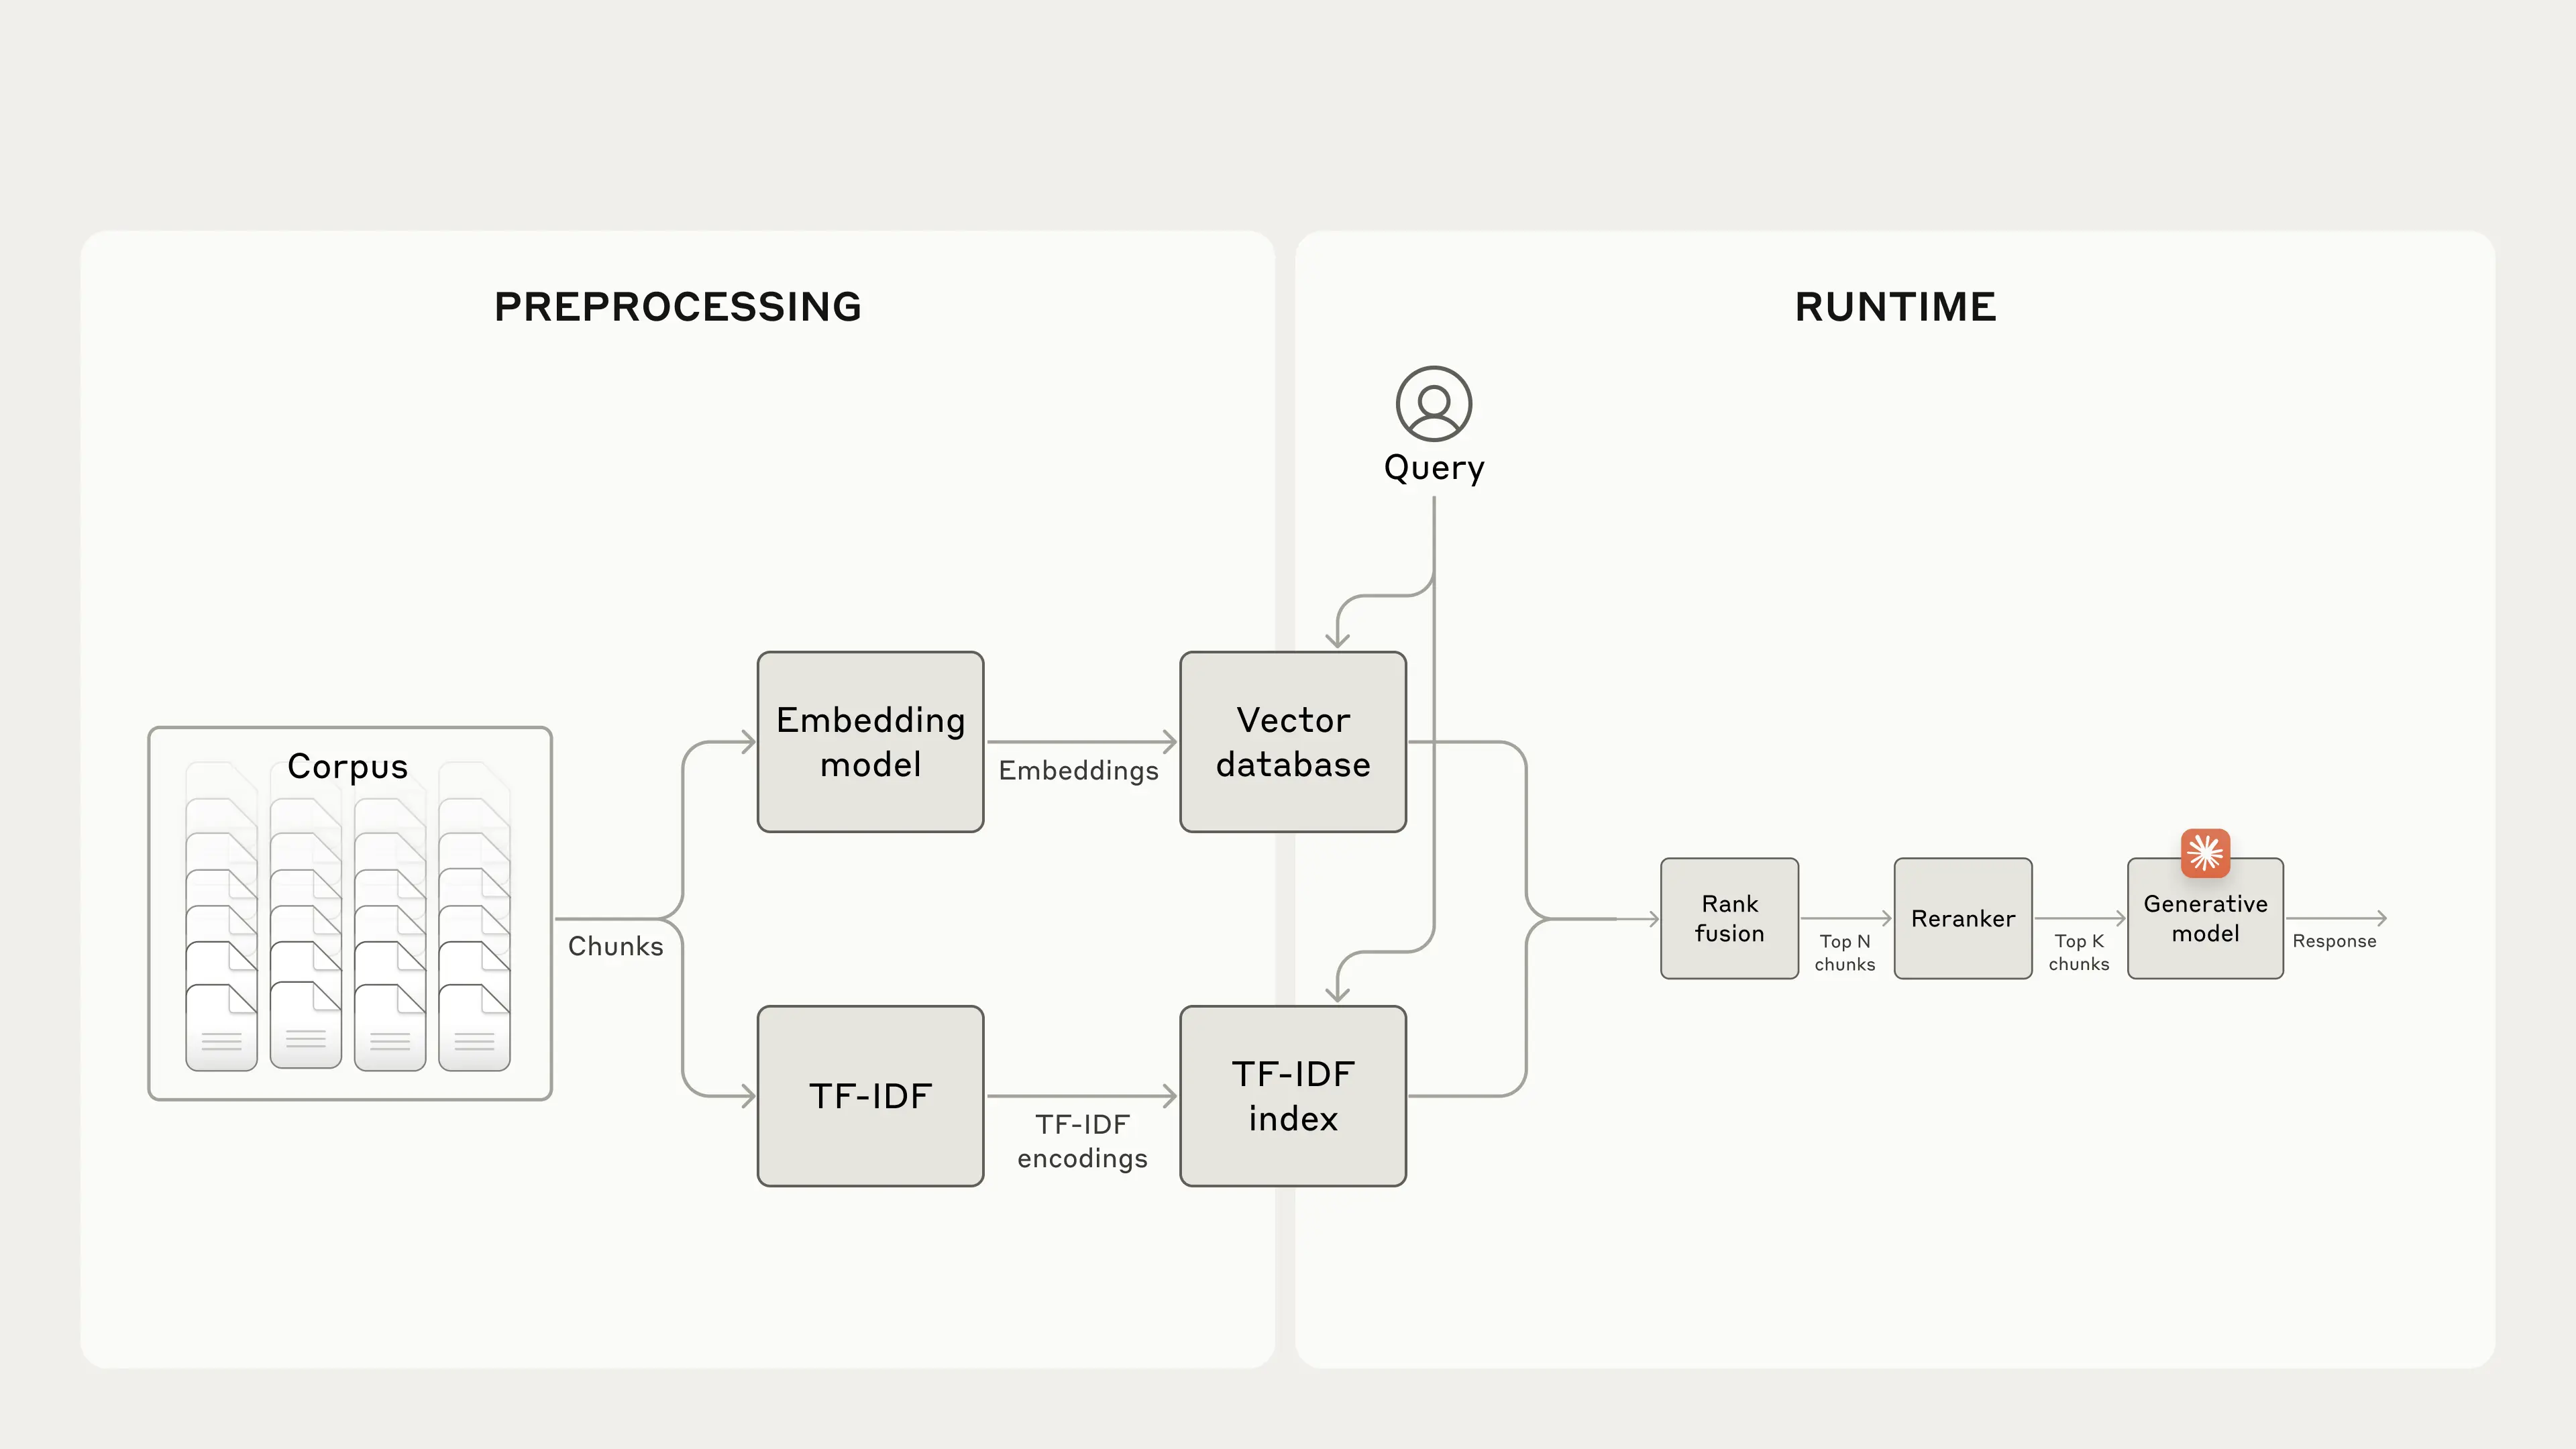 PREPROCESSING
RUNTIME
Query
Corpus
Chunks
Embedding
model
Embeddings
Vector
database
TF-IDF
TF-IDF
encodings
TF-IDF
index
Rank
fusion
Top N
chunks
Reranker
Top K
chunks
Generative
model
Response